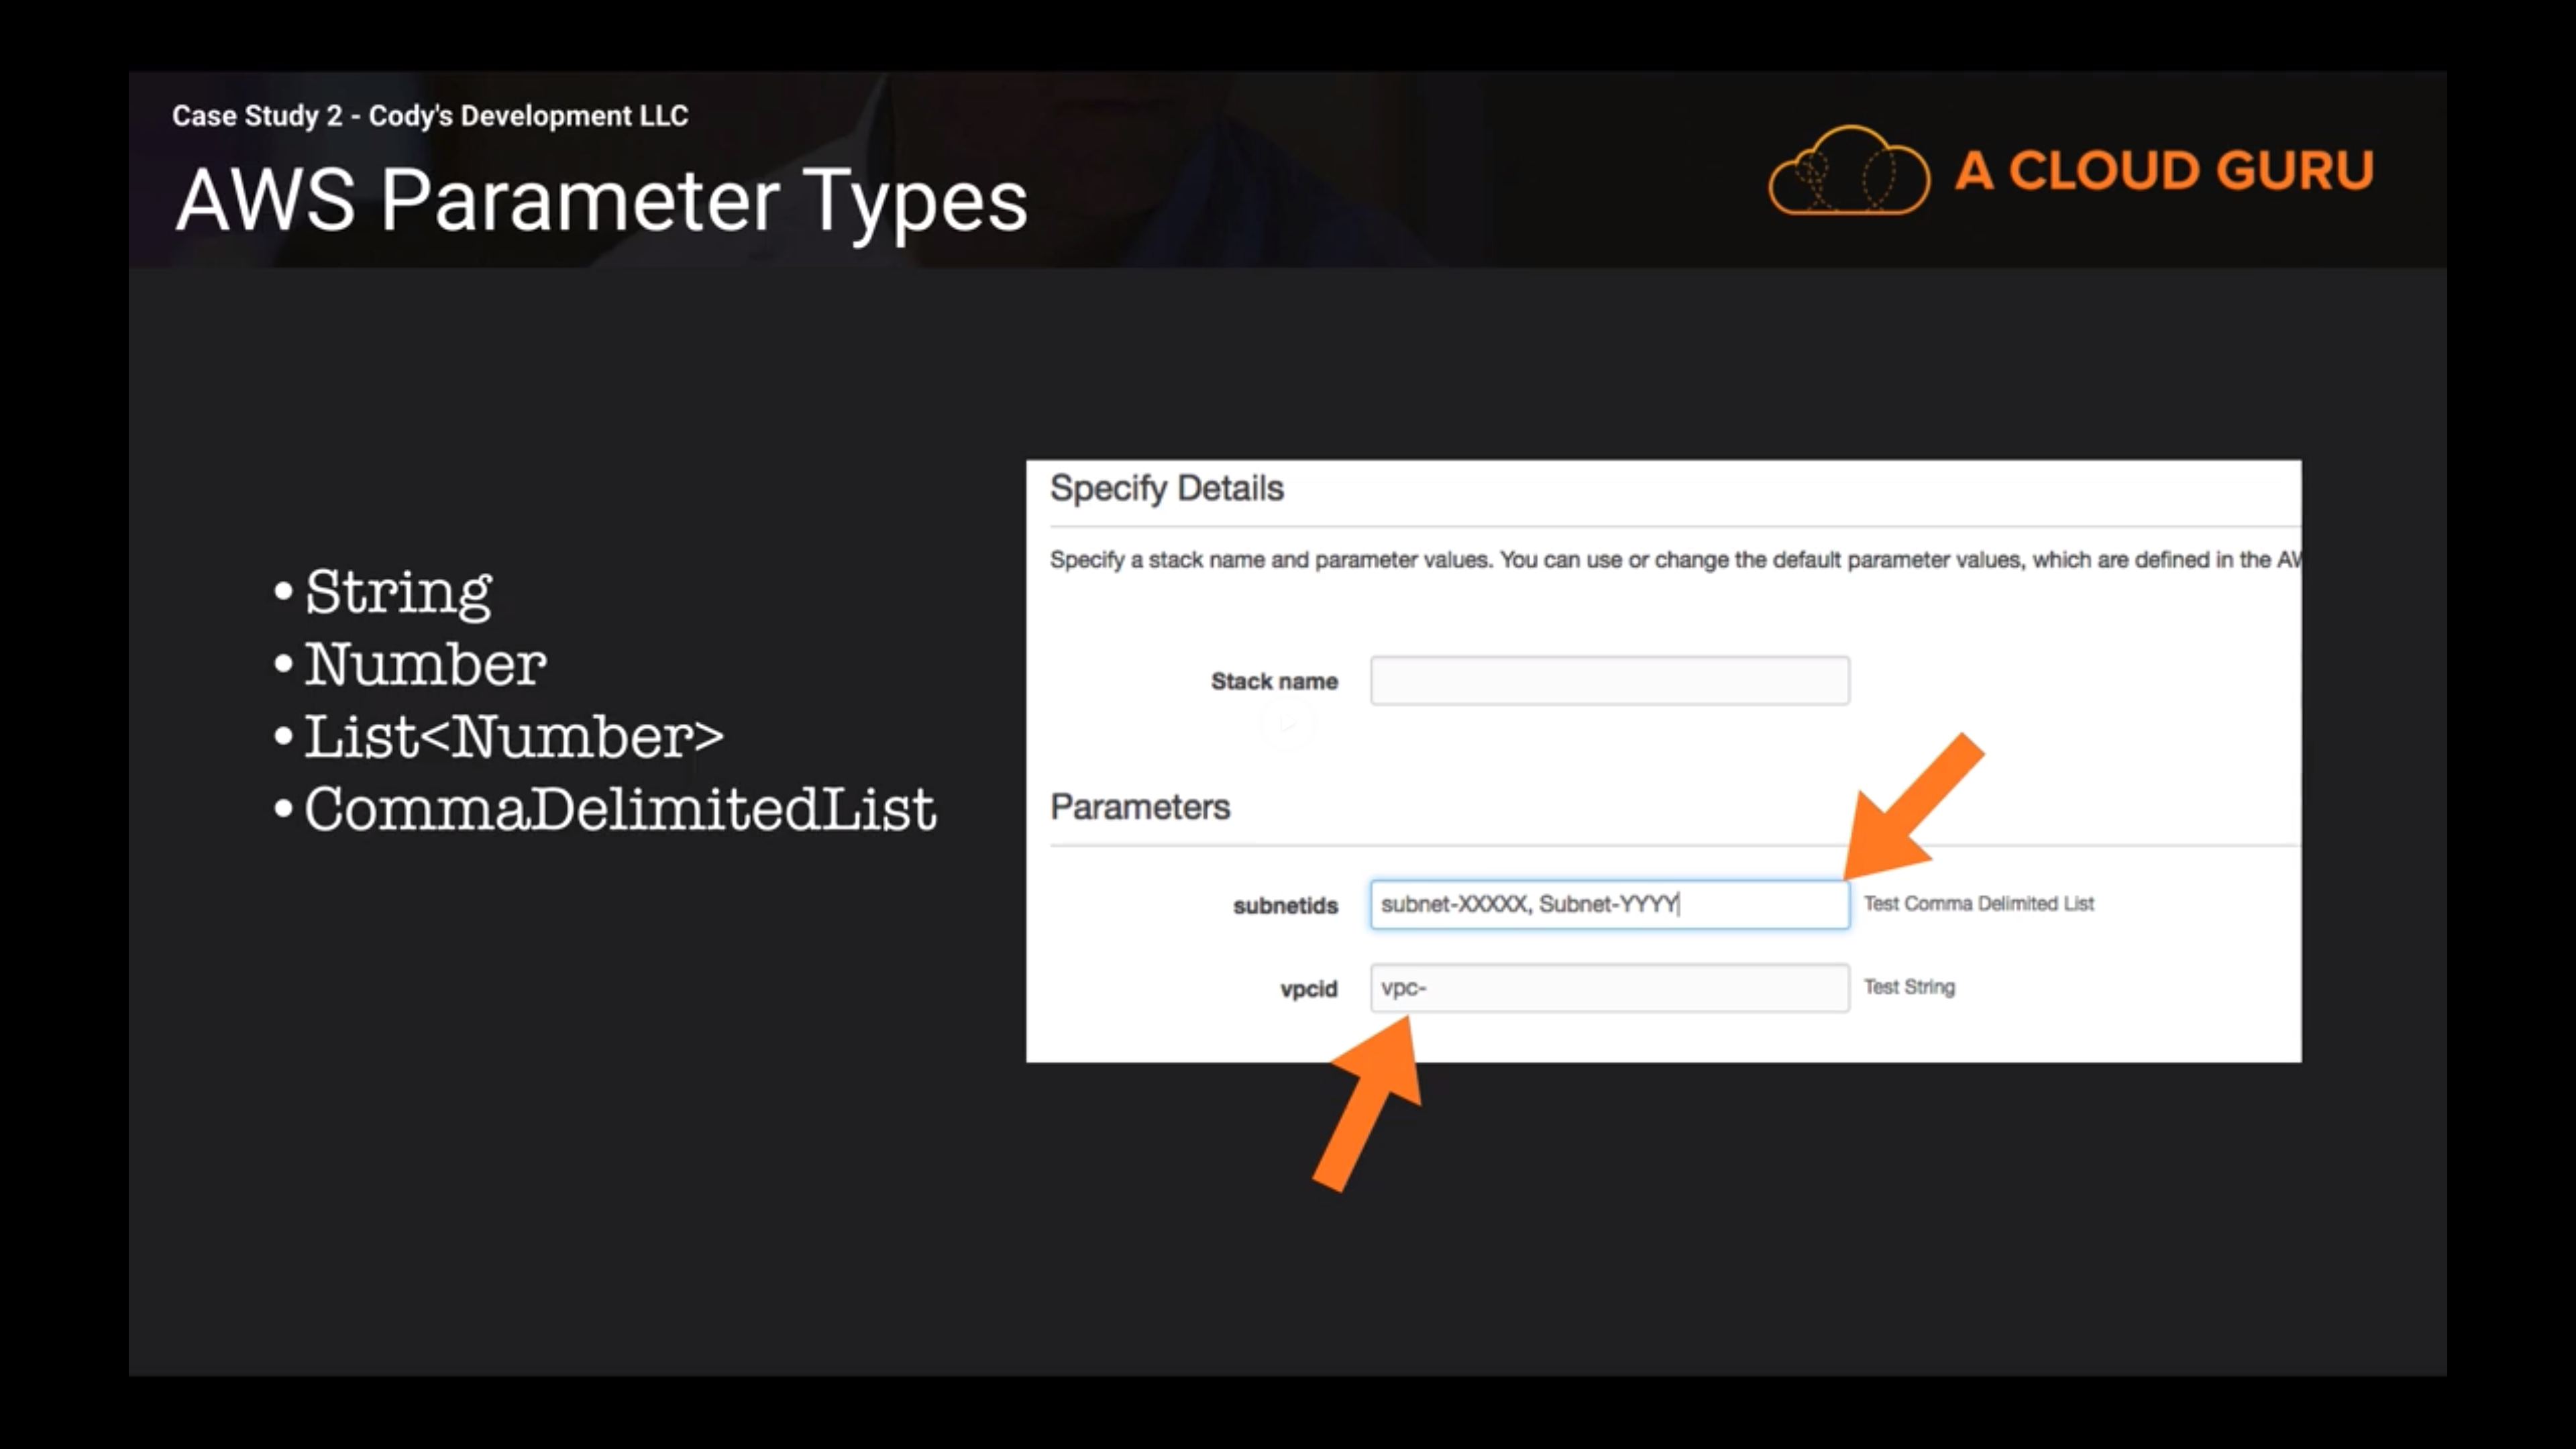 Case Study 2 - Cody's Development LLC
AWS Parameter Types
A CLOUD GURU
• String
• Number
• List<Number>
• CommaDelimitedList
Specify Details
Specify a stack name and parameter values. You can use or change the default parameter values, which are defined in the AW
Stack name
Parameters
subnetids subnet-XXXXX, Subnet-YYYY Test Comma Delimited List
vpcid vpc- Test String